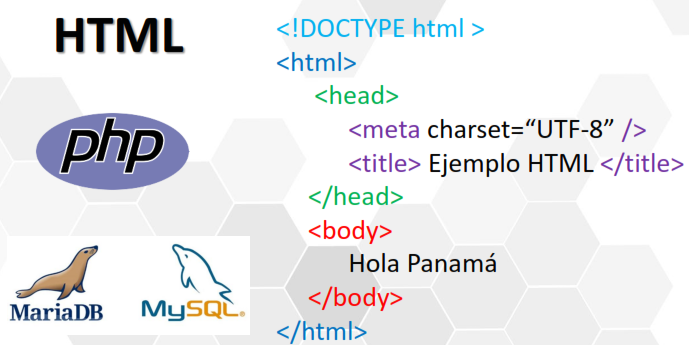 HTML
php
MariaDB
MySQL®
<!DOCTYPE html >
<html>
<head>
<meta charset=“UTF-8” />
<title> Ejemplo HTML </title>
</head>
<body>
Hola Panamá
</body>
</html>